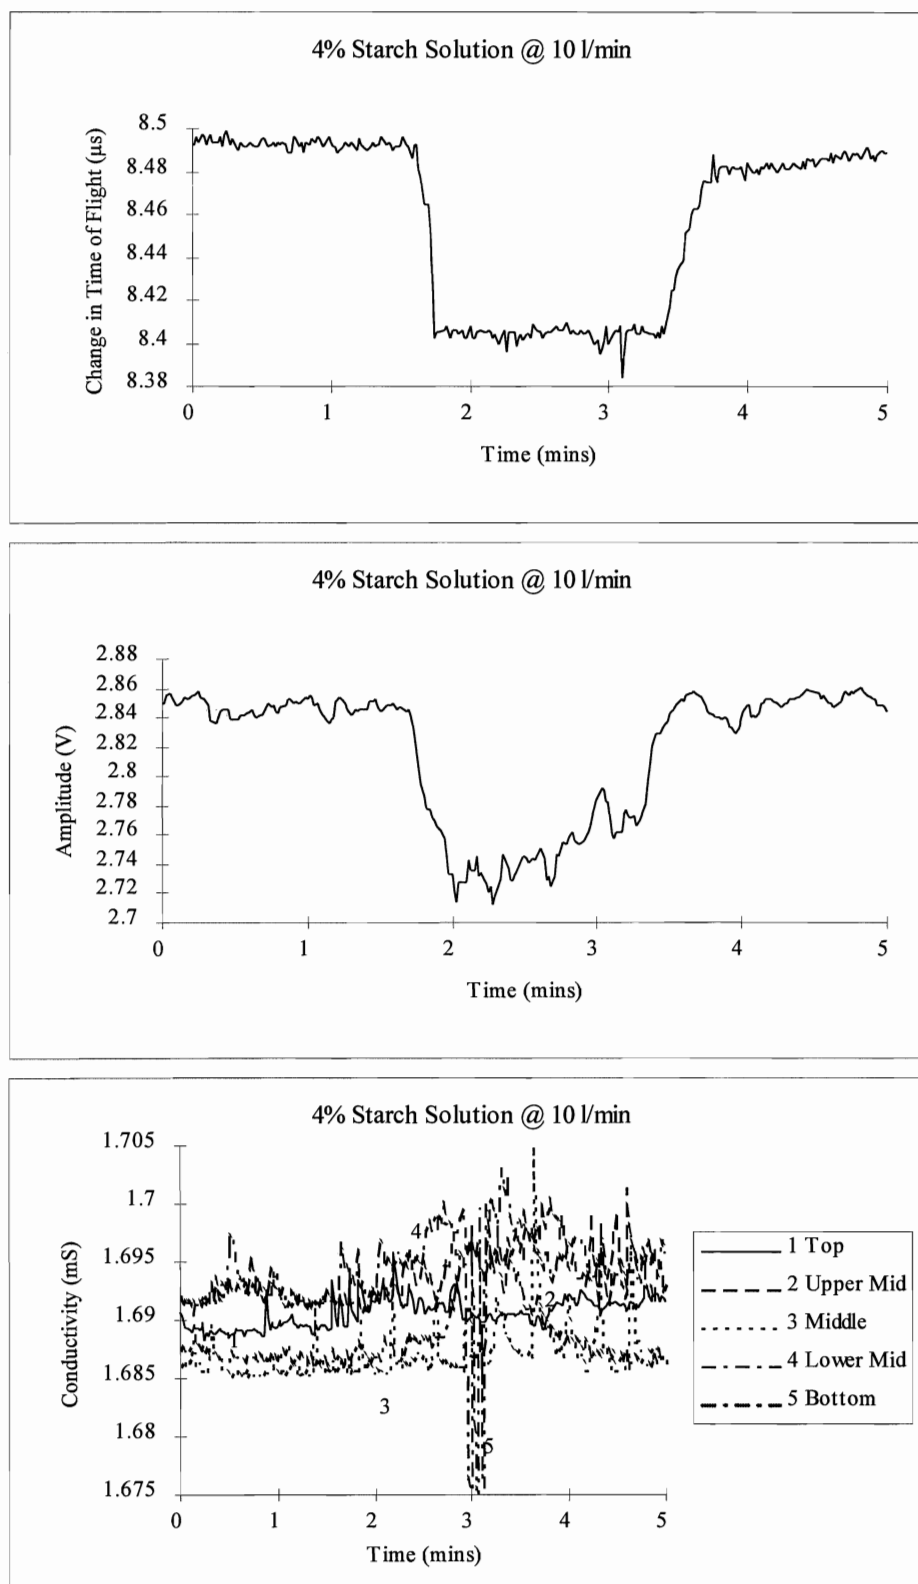 4% Starch Solution @ 10 l/min
Change in Time of Flight (μs)
8.5
8.48
8.46
8.44
8.42
8.4
8.38
0 1 2 3 4 5
Time (mins)
4% Starch Solution @ 10 l/min
Amplitude (V)
2.88
2.86
2.84
2.82
2.8
2.78
2.76
2.74
2.72
2.7
0 1 2 3 4 5
Time (mins)
4% Starch Solution @ 10 l/min
Conductivity (mS)
1.705
1.7
1.695
1.69
1.685
1.68
1.675
4
2
1
3
5
0 1 2 3 4 5
Time (mins)
1 Top
2 Upper Mid
3 Middle
4 Lower Mid
5 Bottom